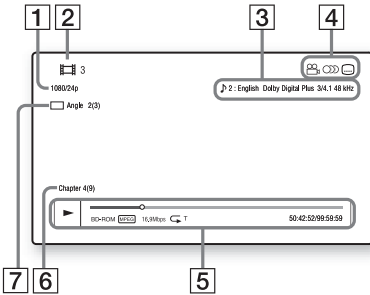 1 2 3 4
3
1080/24p
♪ 2 : English Dolby Digital Plus 3/4.1 48 kHz
Angle 2(3)
Chapter 4(9)
BD-ROM MPEG 16,9Mbps T 50:42:52/99:59:59
7 6 5